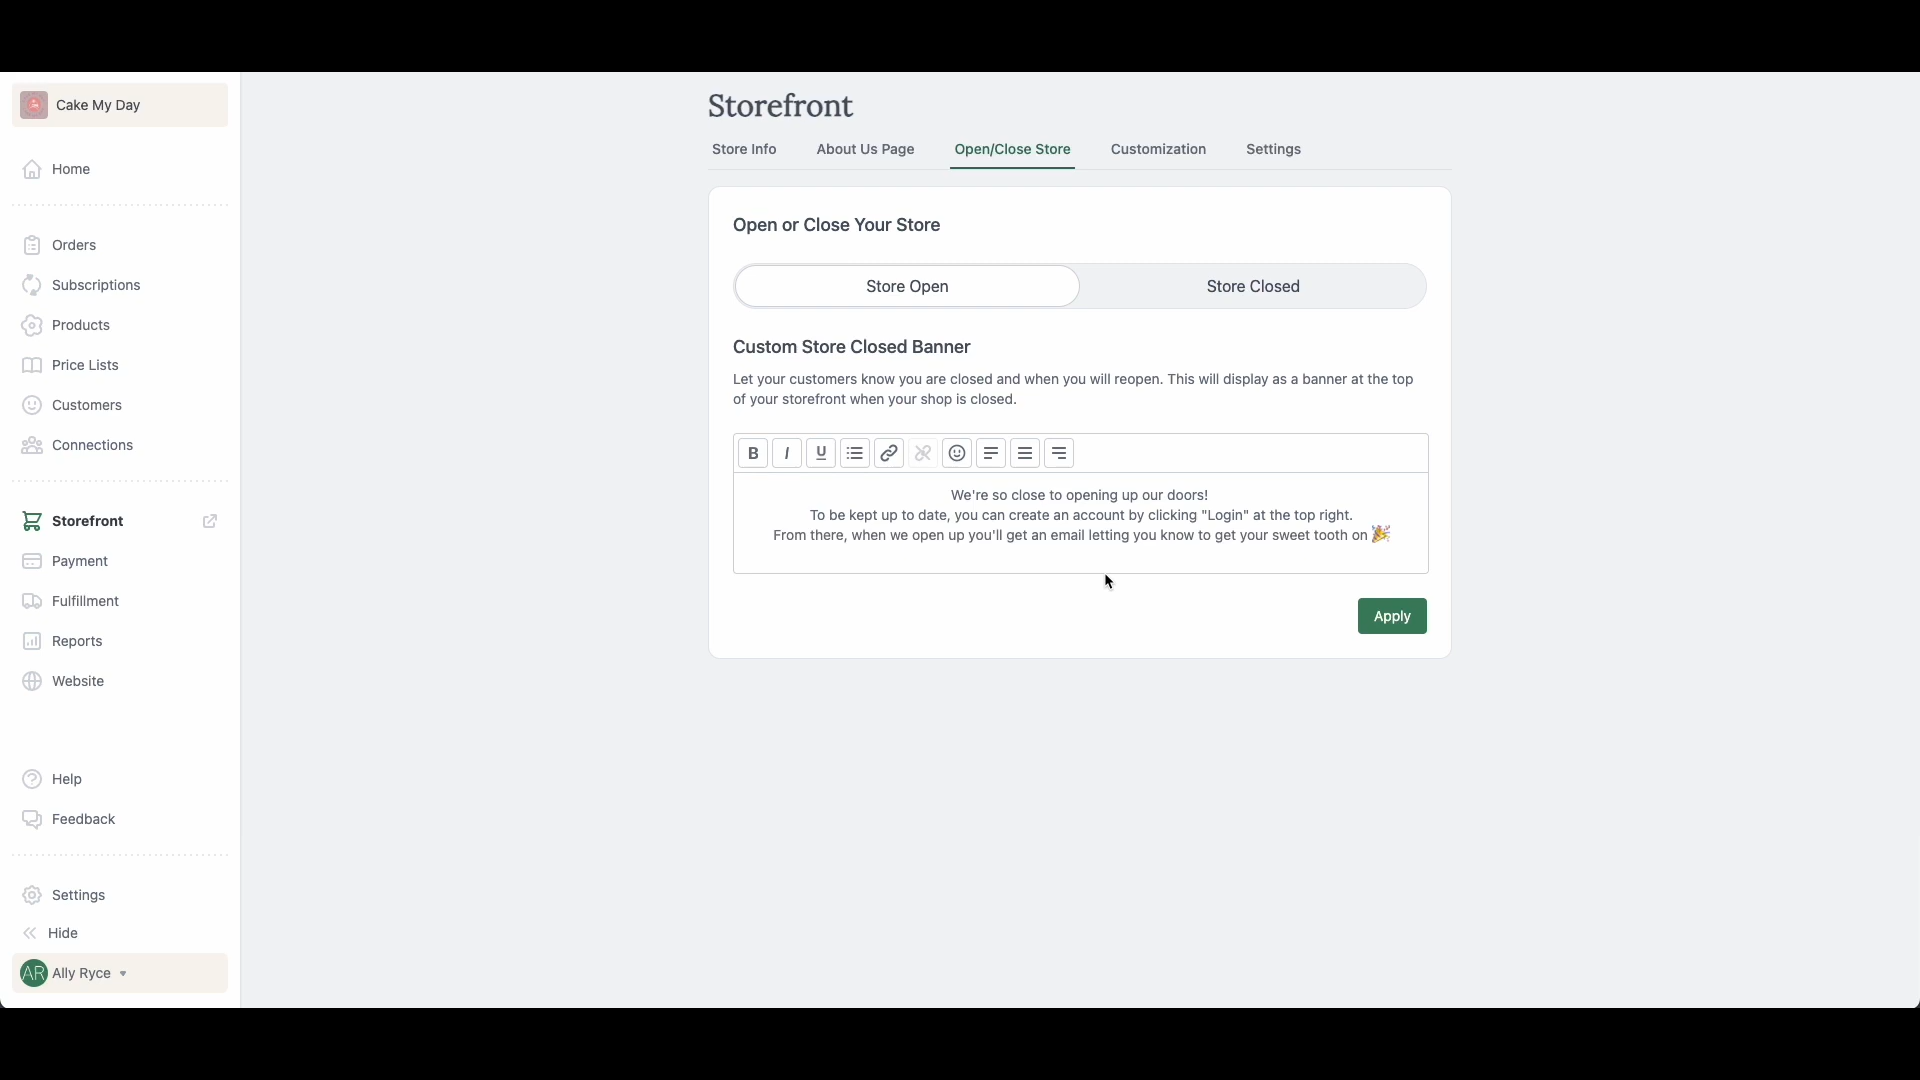 Cake My Day
Home
Orders
Subscriptions
Products
Price Lists
Customers
Connections
Storefront
Payment
Fulfillment
Reports
Website
Help
Feedback
Settings
Hide
AR Ally Ryce
Storefront
Store Info About Us Page Open/Close Store Customization Settings
Open or Close Your Store
Store Open Store Closed
Custom Store Closed Banner
Let your customers know you are closed and when you will reopen. This will display as a banner at the top
of your storefront when your shop is closed.
B I U
We're so close to opening up our doors!
To be kept up to date, you can create an account by clicking "Login" at the top right.
From there, when we open up you'll get an email letting you know to get your sweet tooth on 🎉
Apply